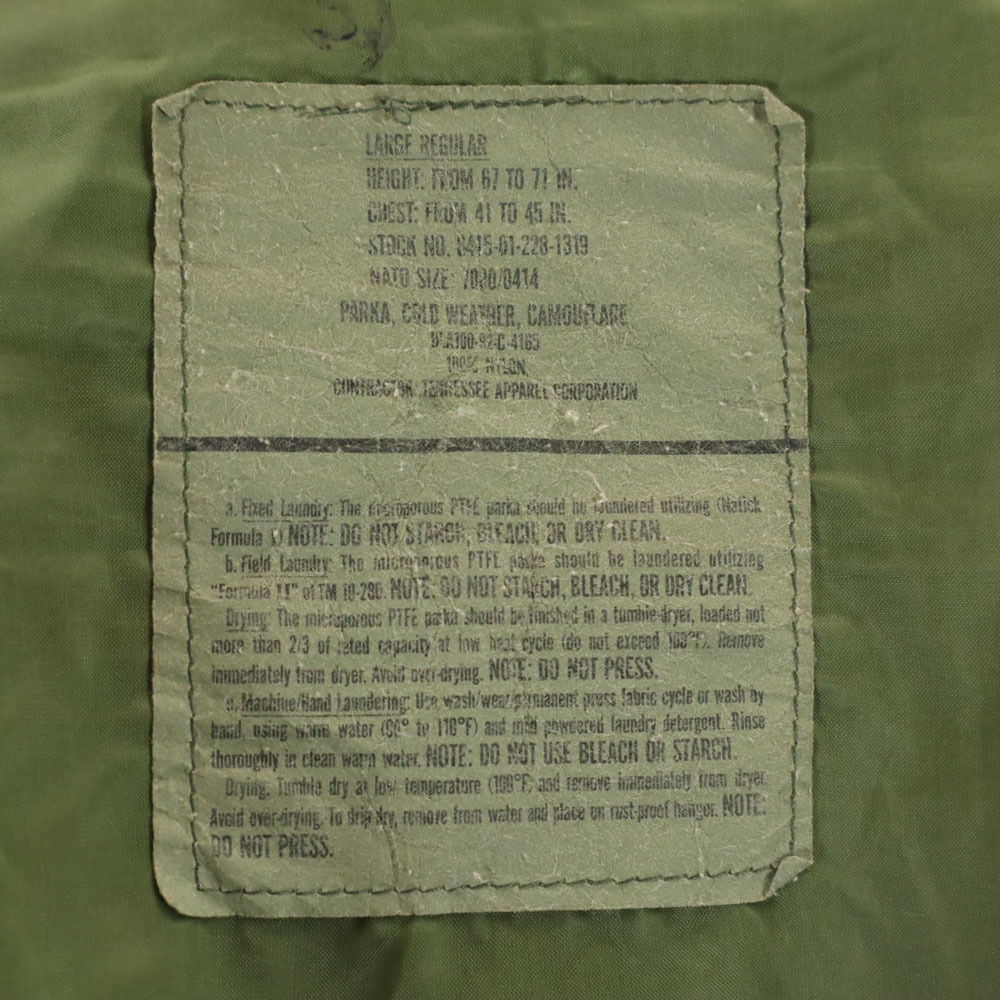 LARGE REGULAR
HEIGHT: FROM 67 TO 71 IN.
CHEST: FROM 41 TO 45 IN.
STOCK NO. 8415-01-228-1319
NATO SIZE: 7080/0414
PARKA, COLD WEATHER, CAMOUFLAGE
DLA100-92-C-4165
100% NYLON
CONTRACTOR: TENNESSEE APPAREL CORPORATION
a. Fixed Laundry: The microporous PTFE parka should be laundered utilizing (Natick
Formula NOTE: DO NOT STARCH, BLEACH, OR DRY CLEAN.
b. Field Laundry: The microporous PTFE parka should be laundered utilizing
"Formula II" of TM 10-280. NOTE: DO NOT STARCH, BLEACH, OR DRY CLEAN.
Drying: The microporous PTFE parka should be finished in a tumble-dryer, loaded not
more than 2/3 of rated capacity at low heat cycle (do not exceed 100°F). Remove
immediately from dryer. Avoid over-drying. NOTE: DO NOT PRESS.
c. Machine/Hand Laundering: Use wash/wear/permanent press fabric cycle or wash by
hand, using warm water (90° to 110°F) and mild powdered laundry detergent. Rinse
thoroughly in clean warm water. NOTE: DO NOT USE BLEACH OR STARCH.
Drying: Tumble dry at low temperature (100°F) and remove immediately from dryer.
Avoid over-drying. To drip dry, remove from water and place on rust-proof hanger. NOTE:
DO NOT PRESS.